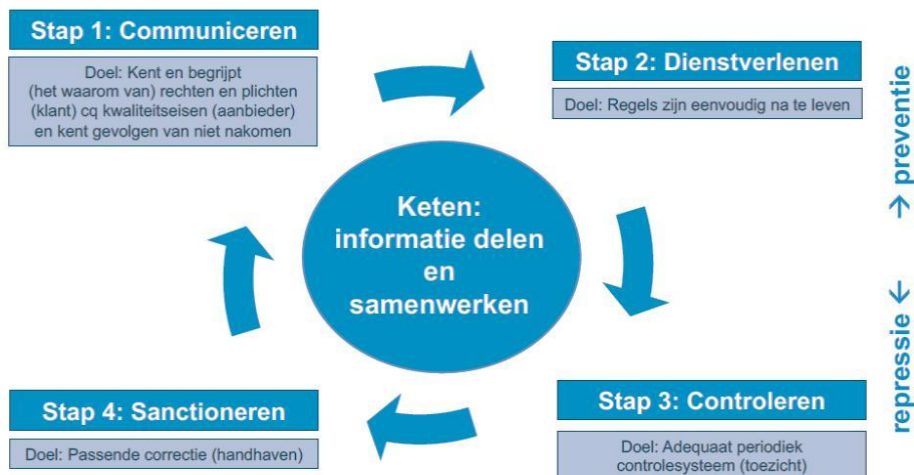 Stap 1: Communiceren
Doel: Kent en begrijpt
(het waarom van) rechten en plichten
(klant) cq kwaliteitseisen (aanbieder)
en kent gevolgen van niet nakomen
Stap 2: Dienstverlenen
Doel: Regels zijn eenvoudig na te leven
→ preventie
Keten:
informatie delen
en
samenwerken
repressie ←
Stap 3: Controleren
Doel: Adequaat periodiek
controlesysteem (toezicht)
Stap 4: Sanctioneren
Doel: Passende correctie (handhaven)